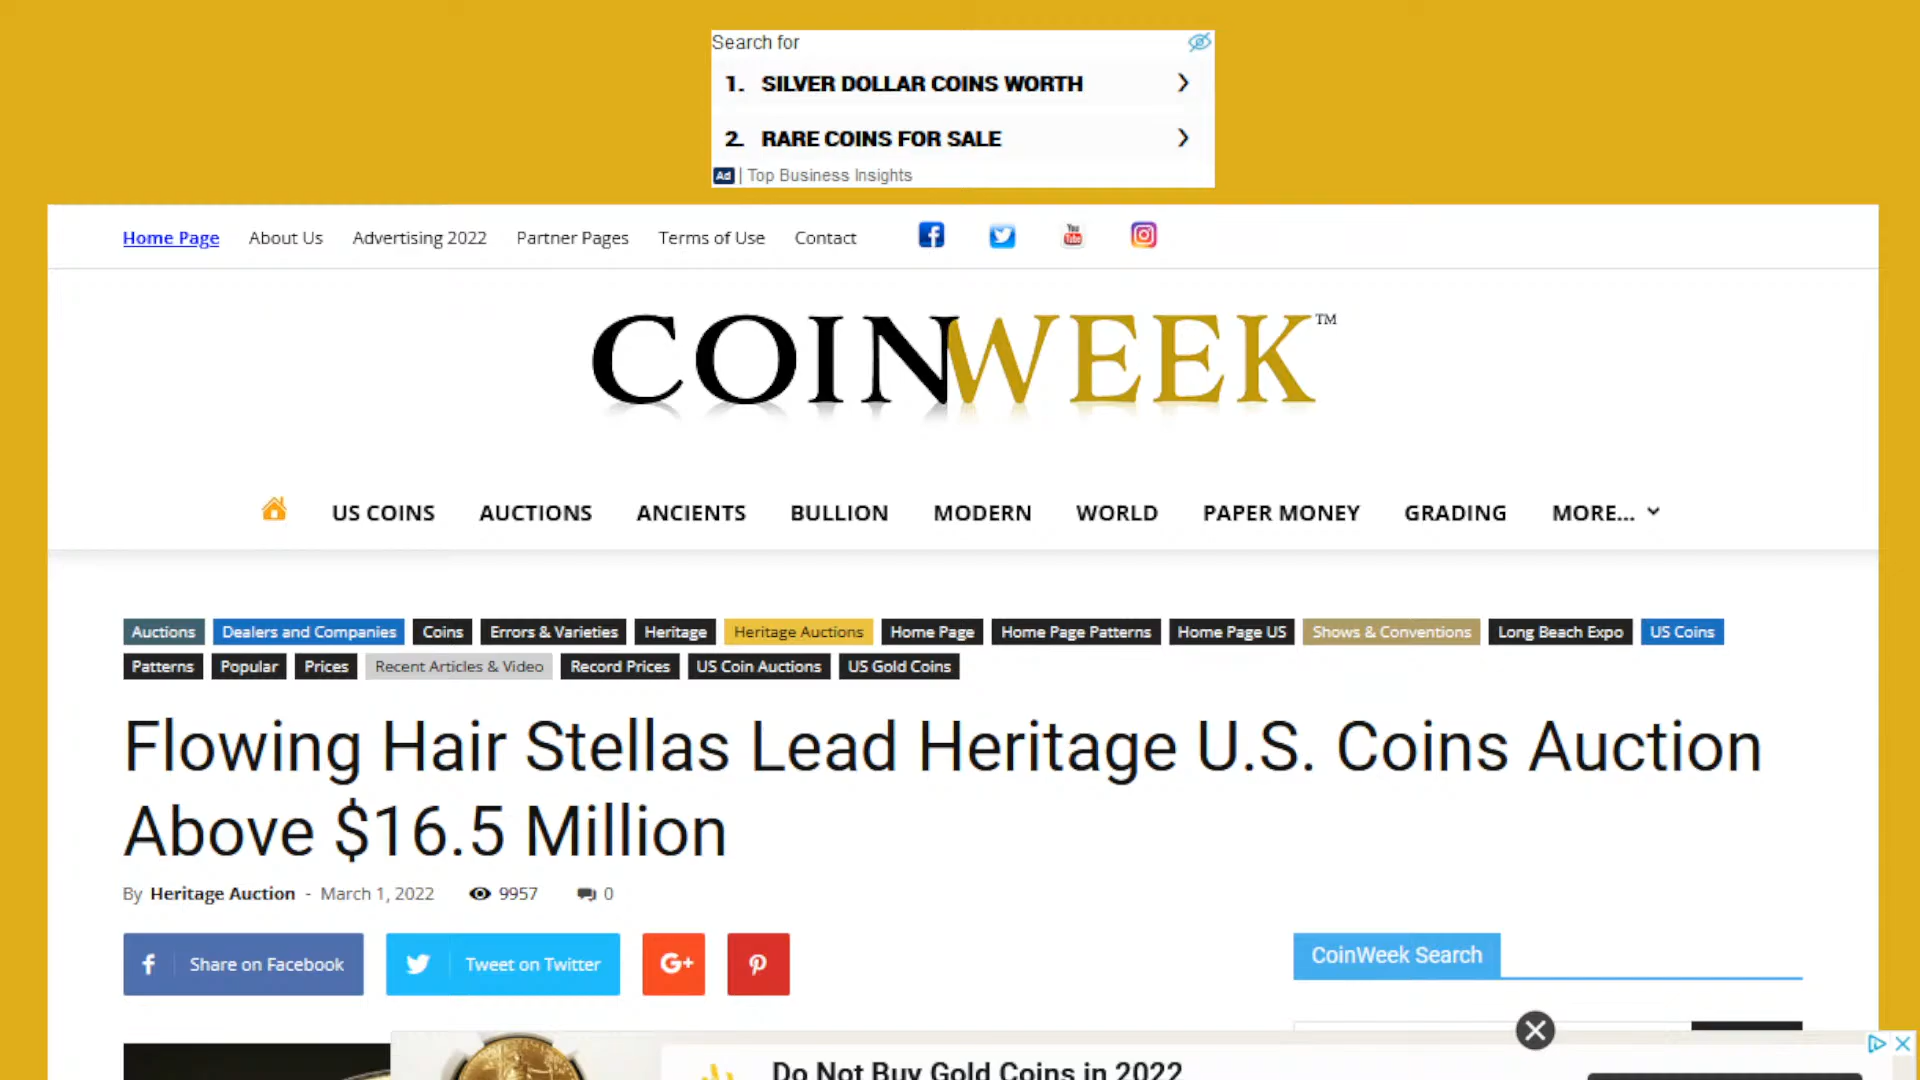 Search for
1. SILVER DOLLAR COINS WORTH
2. RARE COINS FOR SALE
Ad | Top Business Insights
Home Page About Us Advertising 2022 Partner Pages Terms of Use Contact You Tube
COINWEEK™
US COINS AUCTIONS ANCIENTS BULLION MODERN WORLD PAPER MONEY GRADING MORE...
Auctions Dealers and Companies Coins Errors & Varieties Heritage Heritage Auctions Home Page Home Page Patterns Home Page US Shows & Conventions Long Beach Expo US Coins
Patterns Popular Prices Recent Articles & Video Record Prices US Coin Auctions US Gold Coins
Flowing Hair Stellas Lead Heritage U.S. Coins Auction
Above $16.5 Million
By Heritage Auction - March 1, 2022 9957 0
Share on Facebook Tweet on Twitter G+
CoinWeek Search
Do Not Buy Gold Coins in 2022